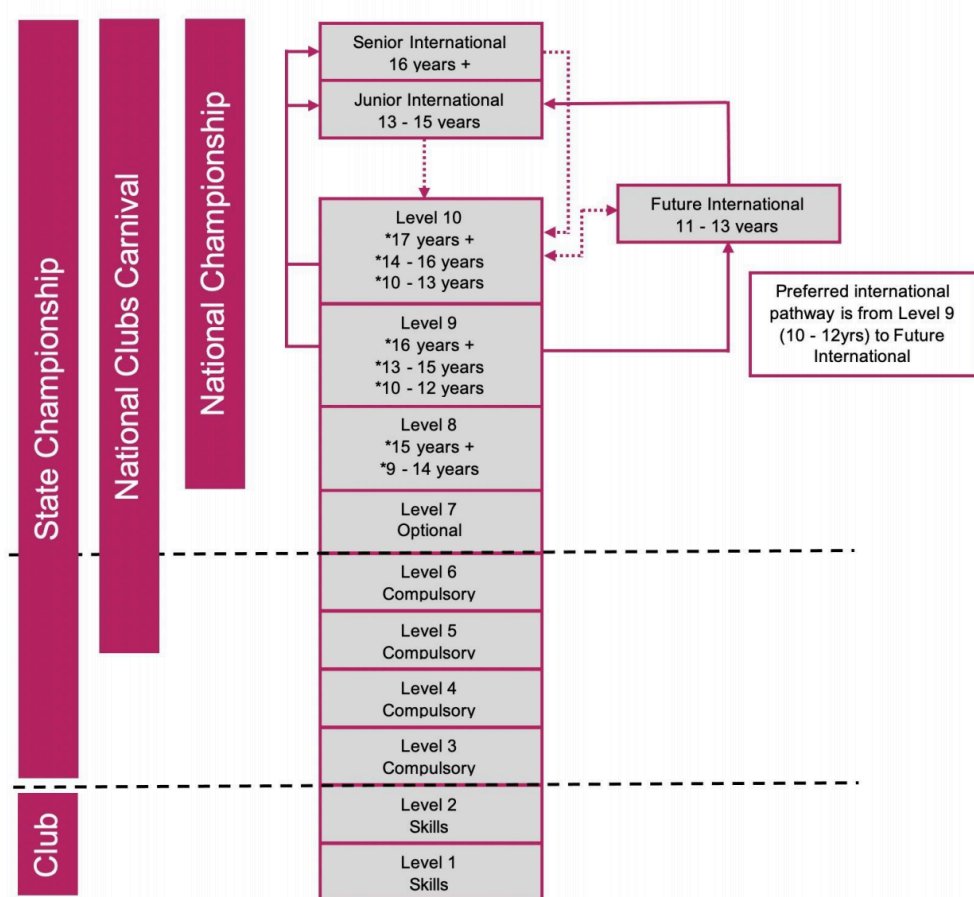 State Championship
National Clubs Carnival
National Championship
Club
Senior International
16 years +
Junior International
13 - 15 years
Level 10
*17 years +
*14 - 16 years
*10 - 13 years
Level 9
*16 years +
*13 - 15 years
*10 - 12 years
Level 8
*15 years +
*9 - 14 years
Level 7
Optional
Level 6
Compulsory
Level 5
Compulsory
Level 4
Compulsory
Level 3
Compulsory
Level 2
Skills
Level 1
Skills
Future International
11 - 13 years
Preferred international
pathway is from Level 9
(10 - 12yrs) to Future
International